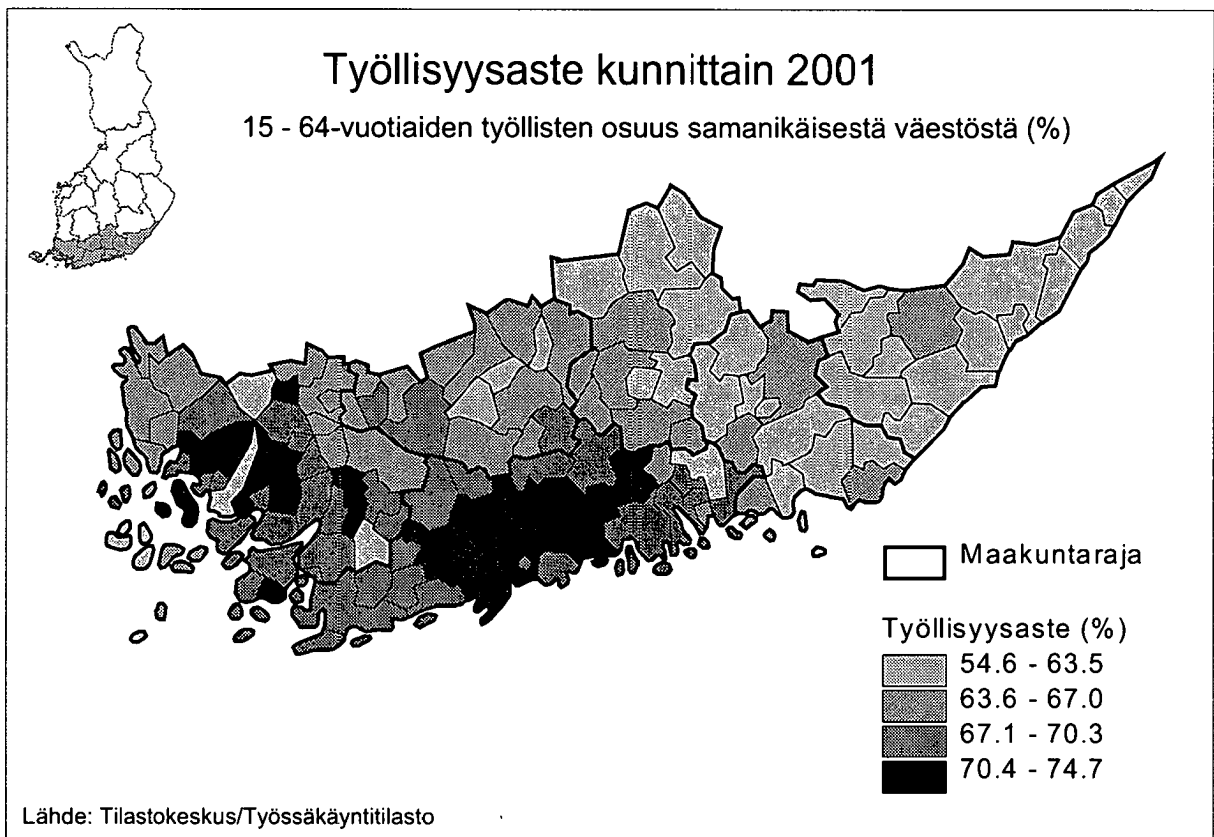 Työllisyysaste kunnittain 2001
15 - 64-vuotiaiden työllisten osuus samanikäisestä väestöstä (%)
Maakuntaraja
Työllisyysaste (%)
54.6 - 63.5
63.6 - 67.0
67.1 - 70.3
70.4 - 74.7
Lähde: Tilastokeskus/Työssäkäyntitilasto